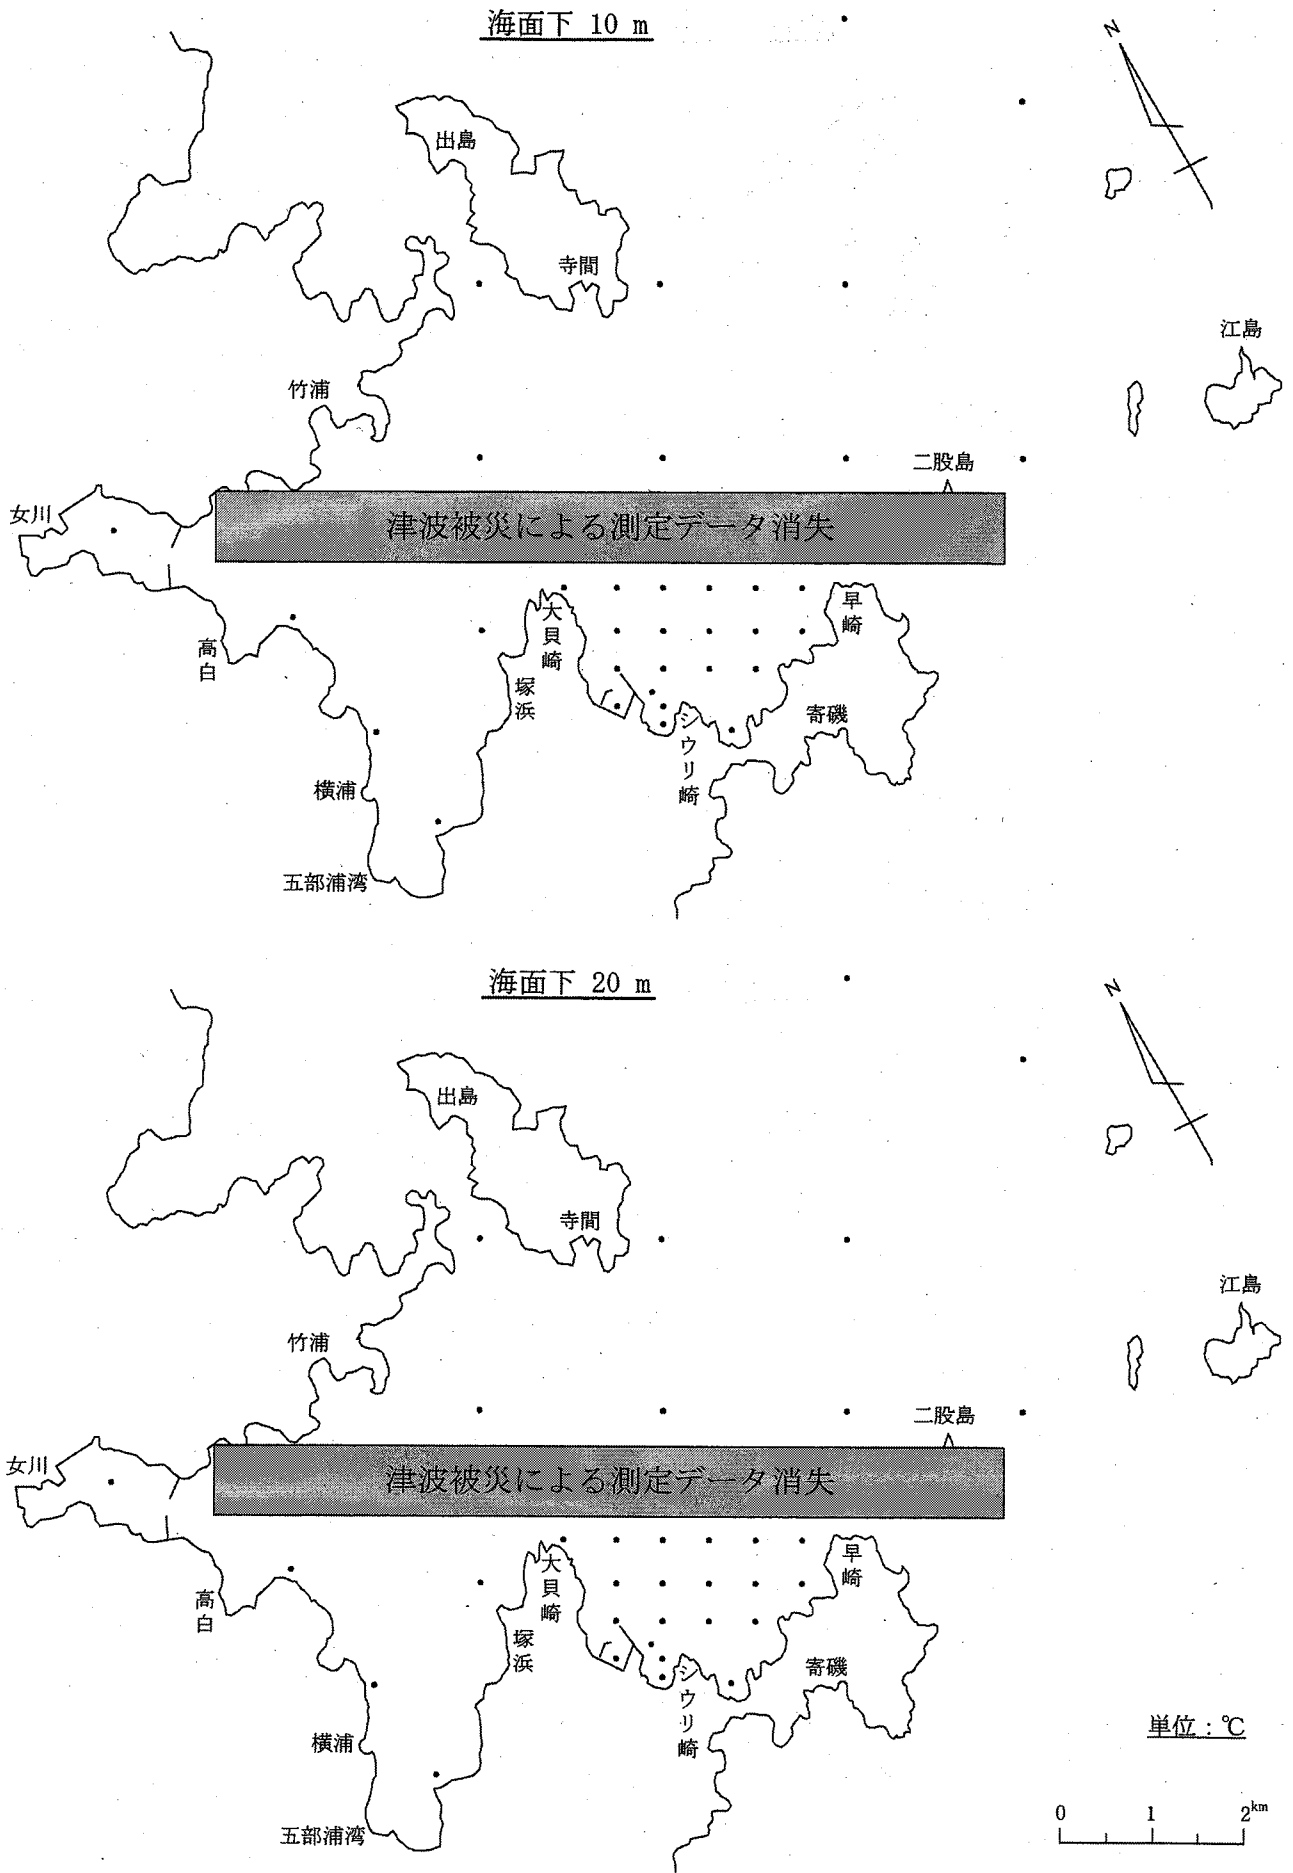 海面下 10 m
N
出島
寺間
江島
竹浦
二股島
女川
津波被災による測定データ消失
高白
大貝崎
早崎
塚浜
シウリ崎
寄磯
横浦
五部浦湾
海面下 20 m
N
出島
寺間
江島
竹浦
二股島
女川
津波被災による測定データ消失
高白
大貝崎
早崎
塚浜
シウリ崎
寄磯
横浦
単位：℃
五部浦湾
0 1 2km